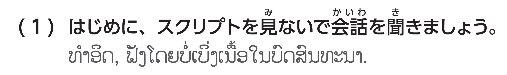 (1) はじめに、スクリプトを見ないで会話を聞きましょう。
ທຳອິດ, ຟັງໂດຍບໍ່ເບິ່ງເນື້ອໃນບົດສົນທະນາ.